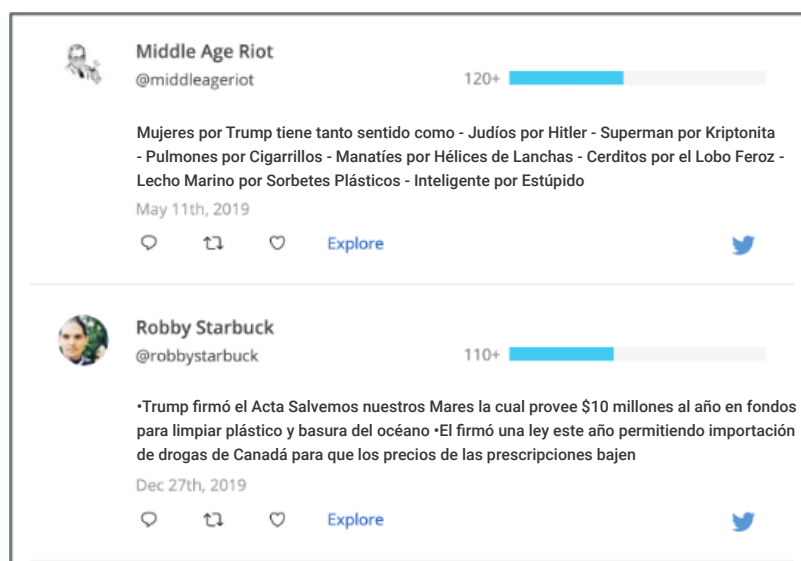 Middle Age Riot
@middleageriot
120+
Mujeres por Trump tiene tanto sentido como - Judíos por Hitler - Superman por Kriptonita
- Pulmones por Cigarrillos - Manatíes por Hélices de Lanchas - Cerditos por el Lobo Feroz -
Lecho Marino por Sorbetes Plásticos - Inteligente por Estúpido
May 11th, 2019
Explore
Robby Starbuck
@robbystarbuck
110+
•Trump firmó el Acta Salvemos nuestros Mares la cual provee $10 millones al año en fondos
para limpiar plástico y basura del océano •El firmó una ley este año permitiendo importación
de drogas de Canadá para que los precios de las prescripciones bajen
Dec 27th, 2019
Explore